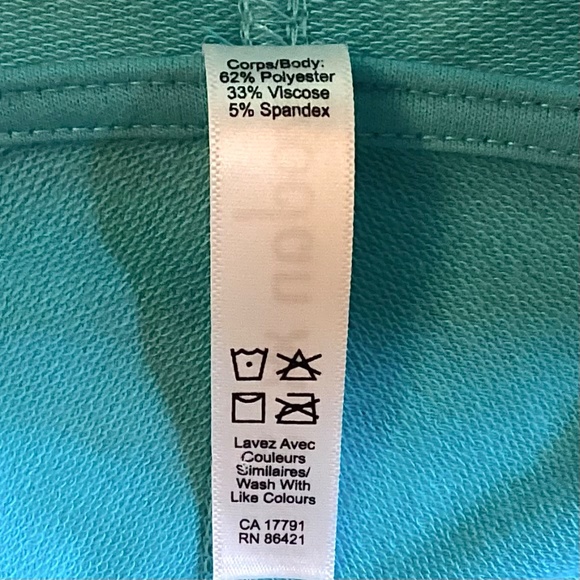 Corps/Body:
62% Polyester
33% Viscose
5% Spandex
Lavez Avec
Couleurs
Similaires/
Wash With
Like Colours
CA 17791
RN 86421